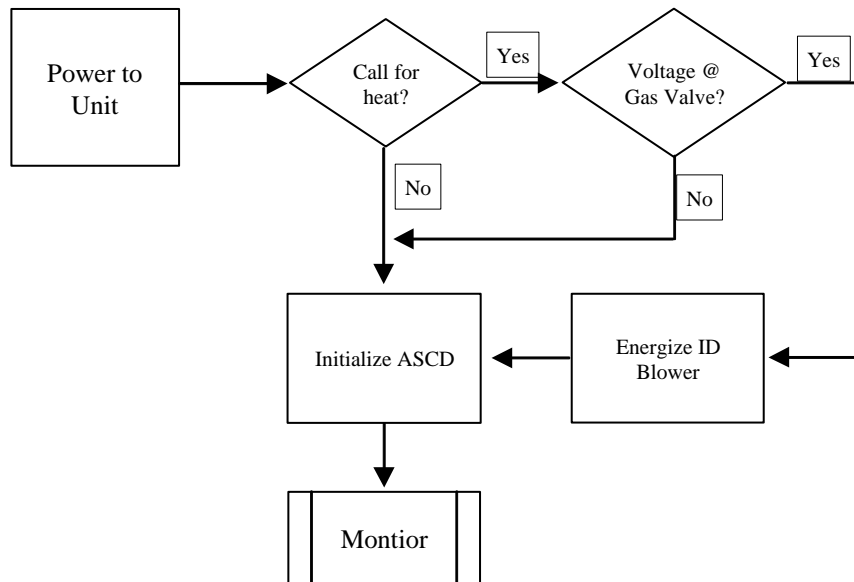 Power to
Unit
Call for
heat?
Yes
Voltage @
Gas Valve?
Yes
No
No
Initialize ASCD
Energize ID
Blower
Montior